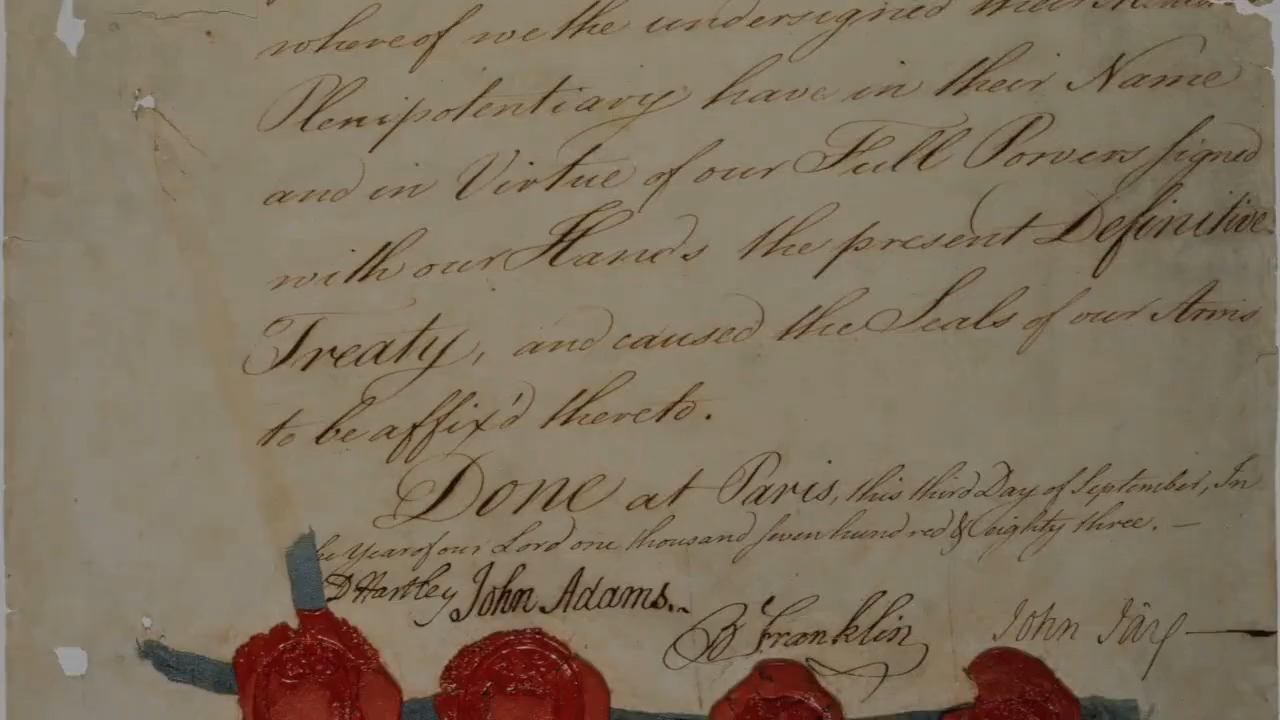 whereof we the undersigned their
Plenipotentiary have in their Name
and in Virtue of our Full Powers signed
with our Hands the present Definitive
Treaty, and caused the Seals of our Arms
to be affix'd thereto.
Done at Paris, this third Day of September, In
the Year of our Lord one thousand seven hundred & eighty three. —
D Hartley John Adams.
B Franklin John Jay —